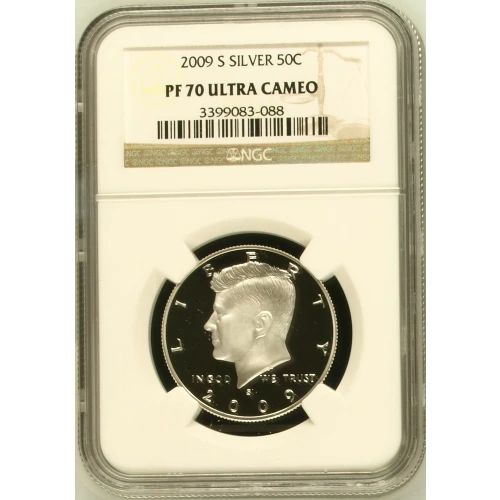 2009 S SILVER 50C
PF 70 ULTRA CAMEO
3399083-088
NGC
LIBERTY
IN GOD WE TRUST
S
2009